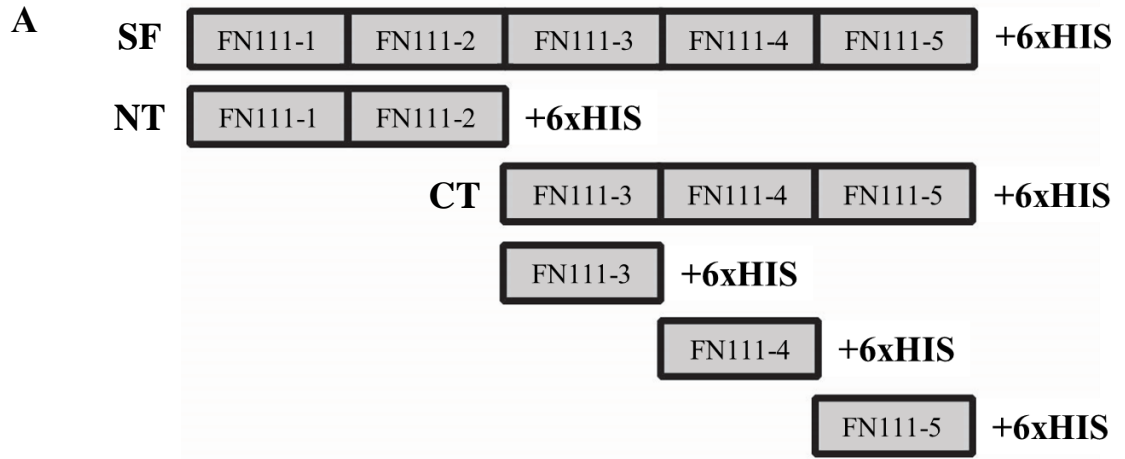 A
SF FN111-1 FN111-2 FN111-3 FN111-4 FN111-5 +6xHIS
NT FN111-1 FN111-2 +6xHIS
CT FN111-3 FN111-4 FN111-5 +6xHIS
FN111-3 +6xHIS
FN111-4 +6xHIS
FN111-5 +6xHIS